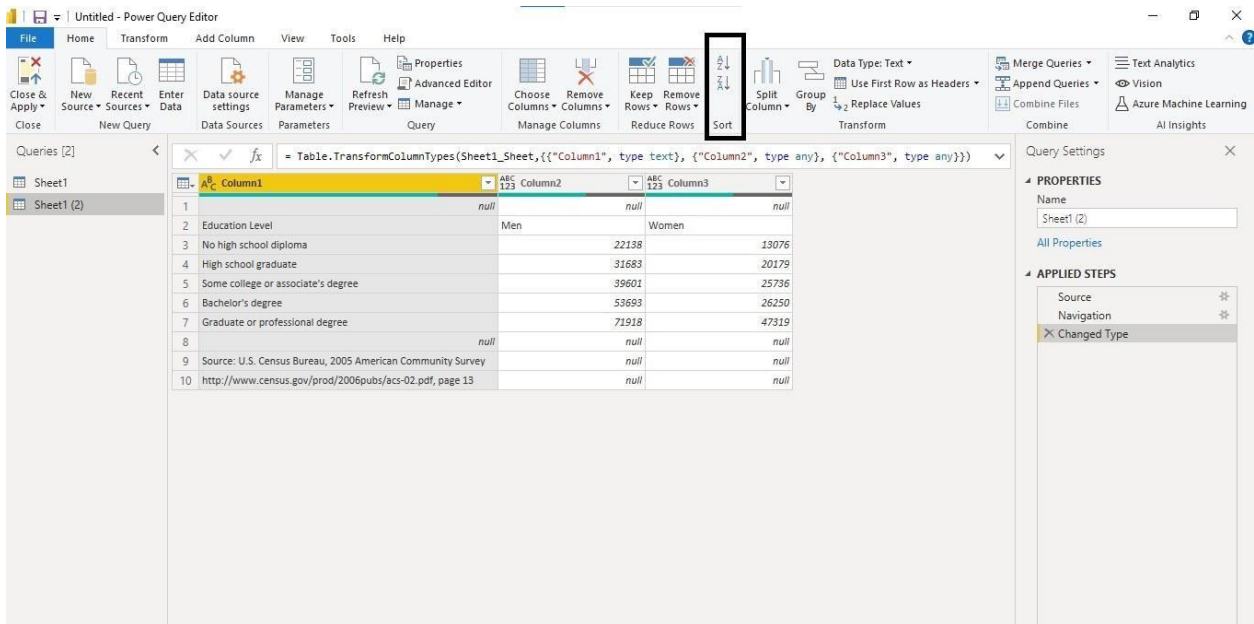 Untitled - Power Query Editor
File Home Transform Add Column View Tools Help
Close & Apply
New Source
Recent Sources
Enter Data
Data source settings
Manage Parameters
Refresh Preview
Properties
Advanced Editor
Manage
Choose Columns
Remove Columns
Keep Rows
Remove Rows
Split Column
Group By
Data Type: Text
Use First Row as Headers
Replace Values
Merge Queries
Append Queries
Combine Files
Text Analytics
Vision
Azure Machine Learning
Close New Query Data Sources Parameters Query Manage Columns Reduce Rows Sort Transform Combine AI Insights
Queries [2]
Sheet1
Sheet1 (2)
fx = Table.TransformColumnTypes(Sheet1_Sheet,{{"Column1", type text}, {"Column2", type any}, {"Column3", type any}})
ABC Column1 ABC 123 Column2 ABC 123 Column3
1 null null null
2 Education Level Men Women
3 No high school diploma 22138 13076
4 High school graduate 31683 20179
5 Some college or associate's degree 39601 25736
6 Bachelor's degree 53693 26250
7 Graduate or professional degree 71918 47319
8 null null null
9 Source: U.S. Census Bureau, 2005 American Community Survey null null
10 http://www.census.gov/prod/2006pubs/acs-02.pdf, page 13 null null
Query Settings
PROPERTIES
Name
Sheet1 (2)
All Properties
APPLIED STEPS
Source
Navigation
Changed Type